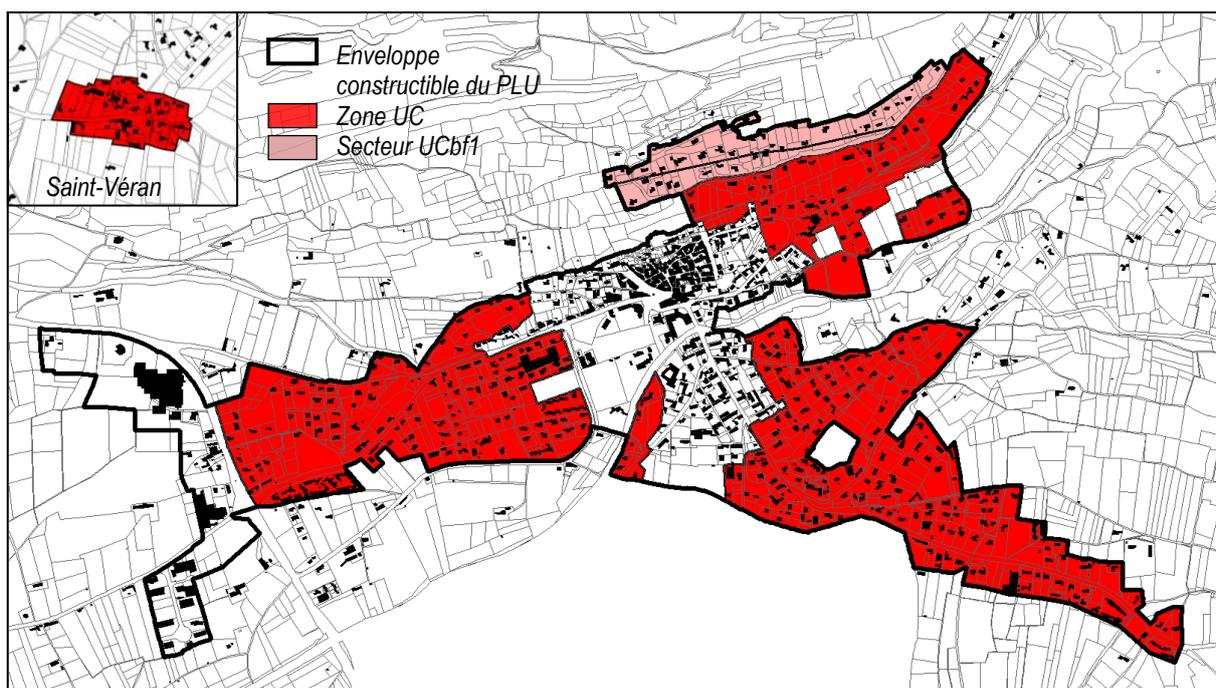 Enveloppe
constructible du PLU
Zone UC
Secteur UCbf1
Saint-Véran